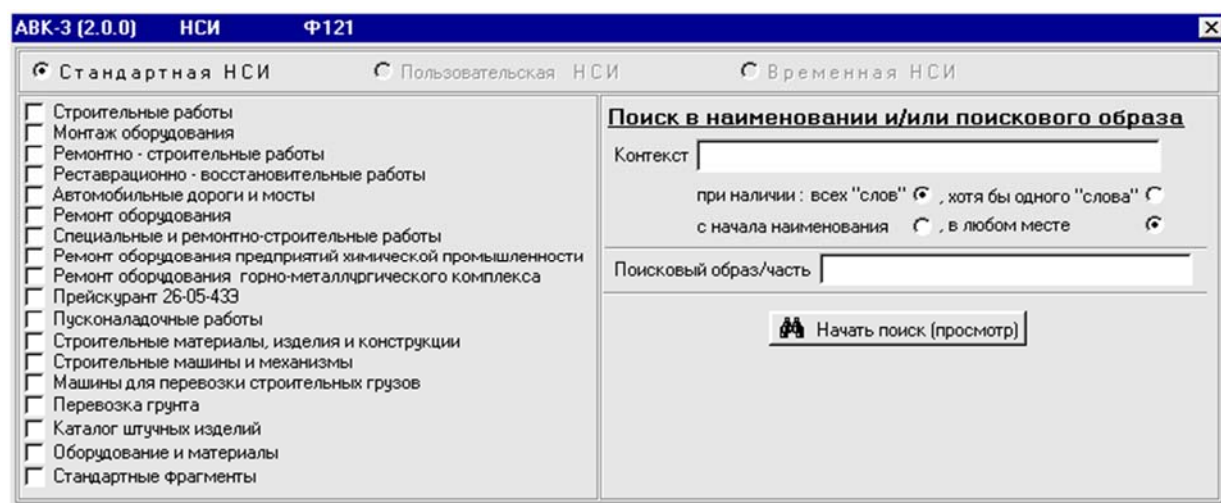 АВК-3 (2.0.0) НСИ Ф121
Стандартная НСИ Пользовательская НСИ Временная НСИ
Строительные работы
Монтаж оборудования
Ремонтно - строительные работы
Реставрационно - восстановительные работы
Автомобильные дороги и мосты
Ремонт оборудования
Специальные и ремонтно-строительные работы
Ремонт оборудования предприятий химической промышленности
Ремонт оборудования горно-металлургического комплекса
Прейскурант 26-05-43Э
Пусконаладочные работы
Строительные материалы, изделия и конструкции
Строительные машины и механизмы
Машины для перевозки строительных грузов
Перевозка грунта
Каталог штучных изделий
Оборудование и материалы
Стандартные фрагменты
Поиск в наименовании и/или поискового образа
Контекст
при наличии : всех "слов" , хотя бы одного "слова"
с начала наименования , в любом месте
Поисковый образ/часть
Начать поиск (просмотр)